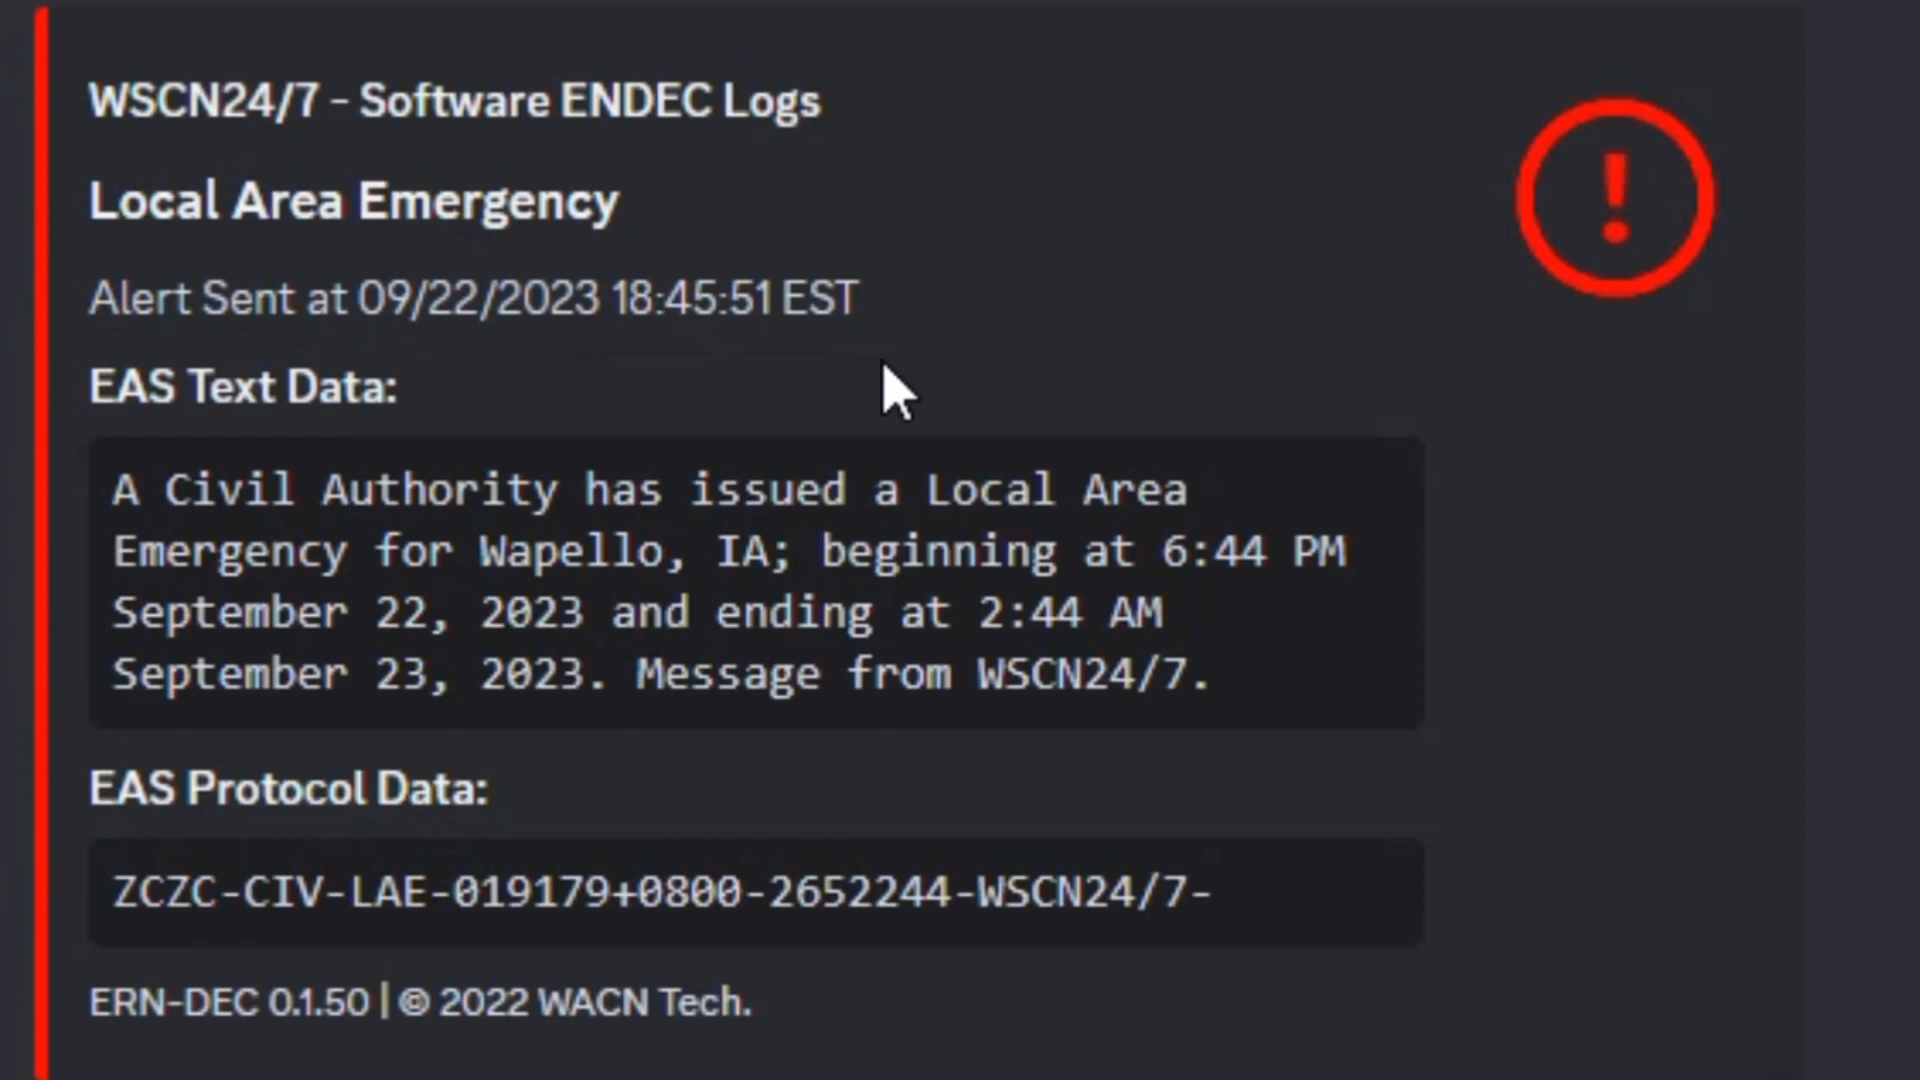 WSCN24/7 - Software ENDEC Logs
Local Area Emergency
Alert Sent at 09/22/2023 18:45:51 EST
EAS Text Data:
A Civil Authority has issued a Local Area
Emergency for Wapello, IA; beginning at 6:44 PM
September 22, 2023 and ending at 2:44 AM
September 23, 2023. Message from WSCN24/7.
EAS Protocol Data:
ZCZC-CIV-LAE-019179+0800-2652244-WSCN24/7-
ERN-DEC 0.1.50 | © 2022 WACN Tech.